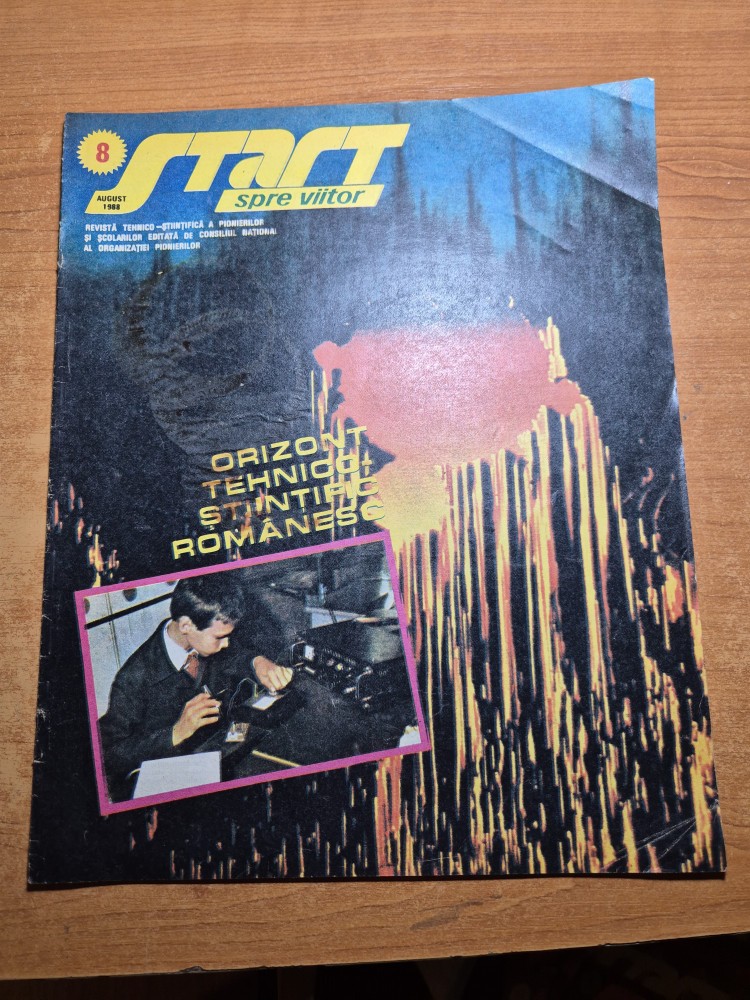 8
START
spre viitor
AUGUST
1988
REVISTĂ TEHNICO-ȘTIINȚIFICĂ A PIONIERILOR
ȘI ȘCOLARILOR EDITATĂ DE CONSILIUL NAȚIONAL
AL ORGANIZAȚIEI PIONIERILOR
ORIZONT
TEHNICO-
ȘTIINȚIFIC
ROMÂNESC